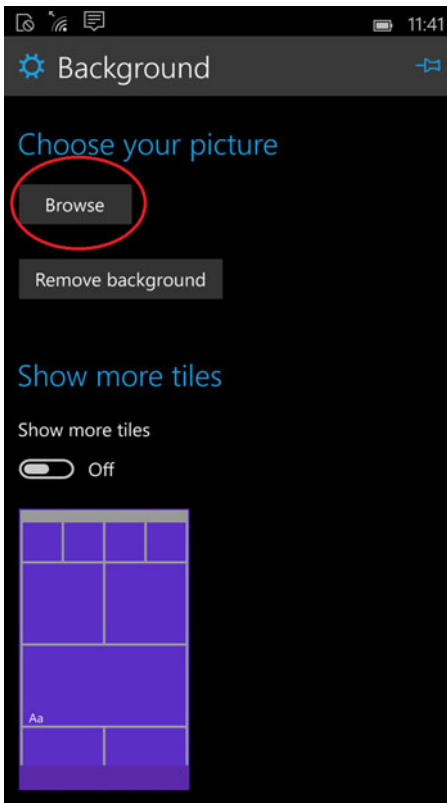 11:41
Background
Choose your picture
Browse
Remove background
Show more tiles
Show more tiles
Off
Aa